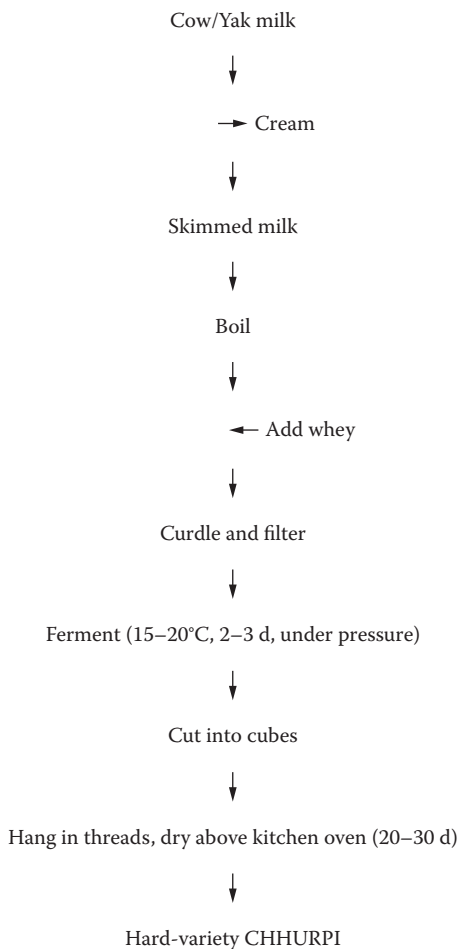 Cow/Yak milk
Cream
Skimmed milk
Boil
Add whey
Curdle and filter
Ferment (15–20°C, 2–3 d, under pressure)
Cut into cubes
Hang in threads, dry above kitchen oven (20–30 d)
Hard-variety CHHURPI